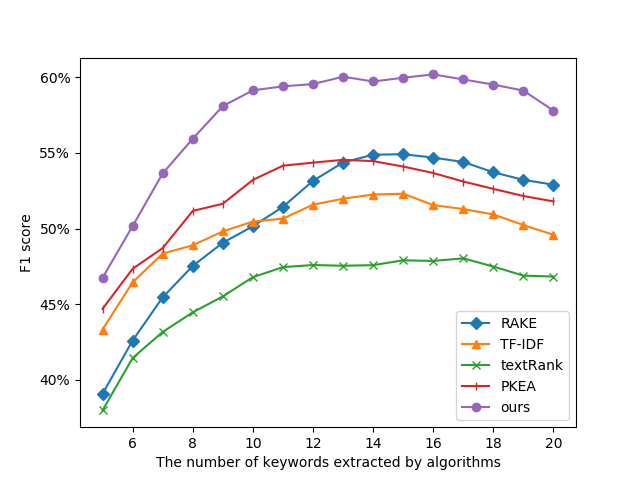 60%
55%
50%
45%
40%
F1 score
6 8 10 12 14 16 18 20
The number of keywords extracted by algorithms
RAKE
TF-IDF
textRank
PKEA
ours